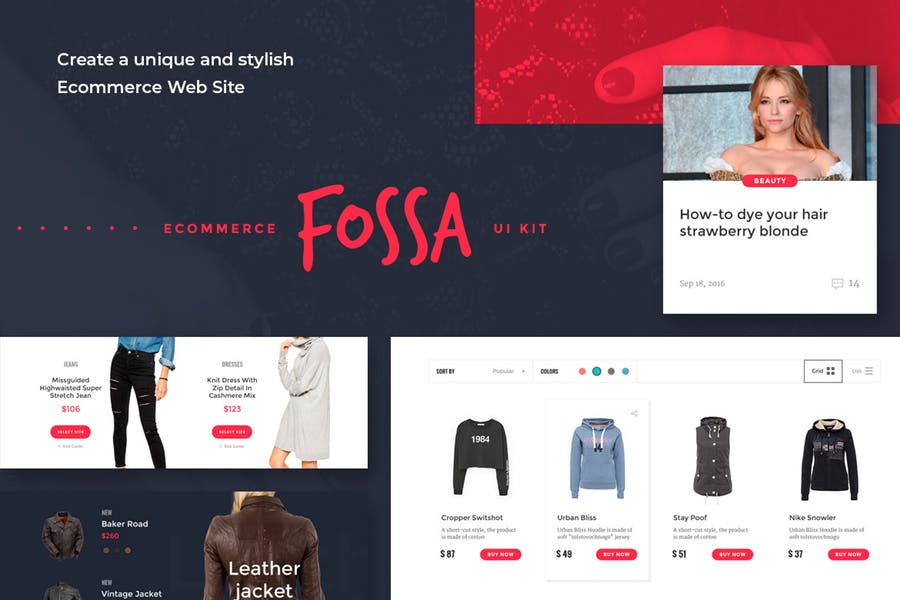 Create a unique and stylish
Ecommerce Web Site
ECOMMERCE
FOSSA
UI KIT
BEAUTY
How-to dye your hair
strawberry blonde
Sep 18, 2016
14
JEANS
Missguided
Highwaisted Super
Stretch Jean
$106
SELECT SIZE
Size Guide
DRESSES
Knit Dress With
Zip Detail In
Cashmere Mix
$123
SELECT SIZE
Size Guide
NEW
Baker Road
$260
NEW
Vintage Jacket
Leather
jacket
SORT BY
Popular
COLORS
Grid
List
1984
Cropper Switshot
A short-cut style, the product
is made of cotton
$ 87
BUY NOW
Urban Bliss
Urban Bliss Hoodie is made of
soft "tolstovochnogo" jersey
$ 49
BUY NOW
Stay Poof
A short-cut style, the product
is made of cotton
$ 51
BUY NOW
Nike Snowler
Urban Bliss Hoodie is made of
soft tolstovochnogo
$ 37
BUY NOW